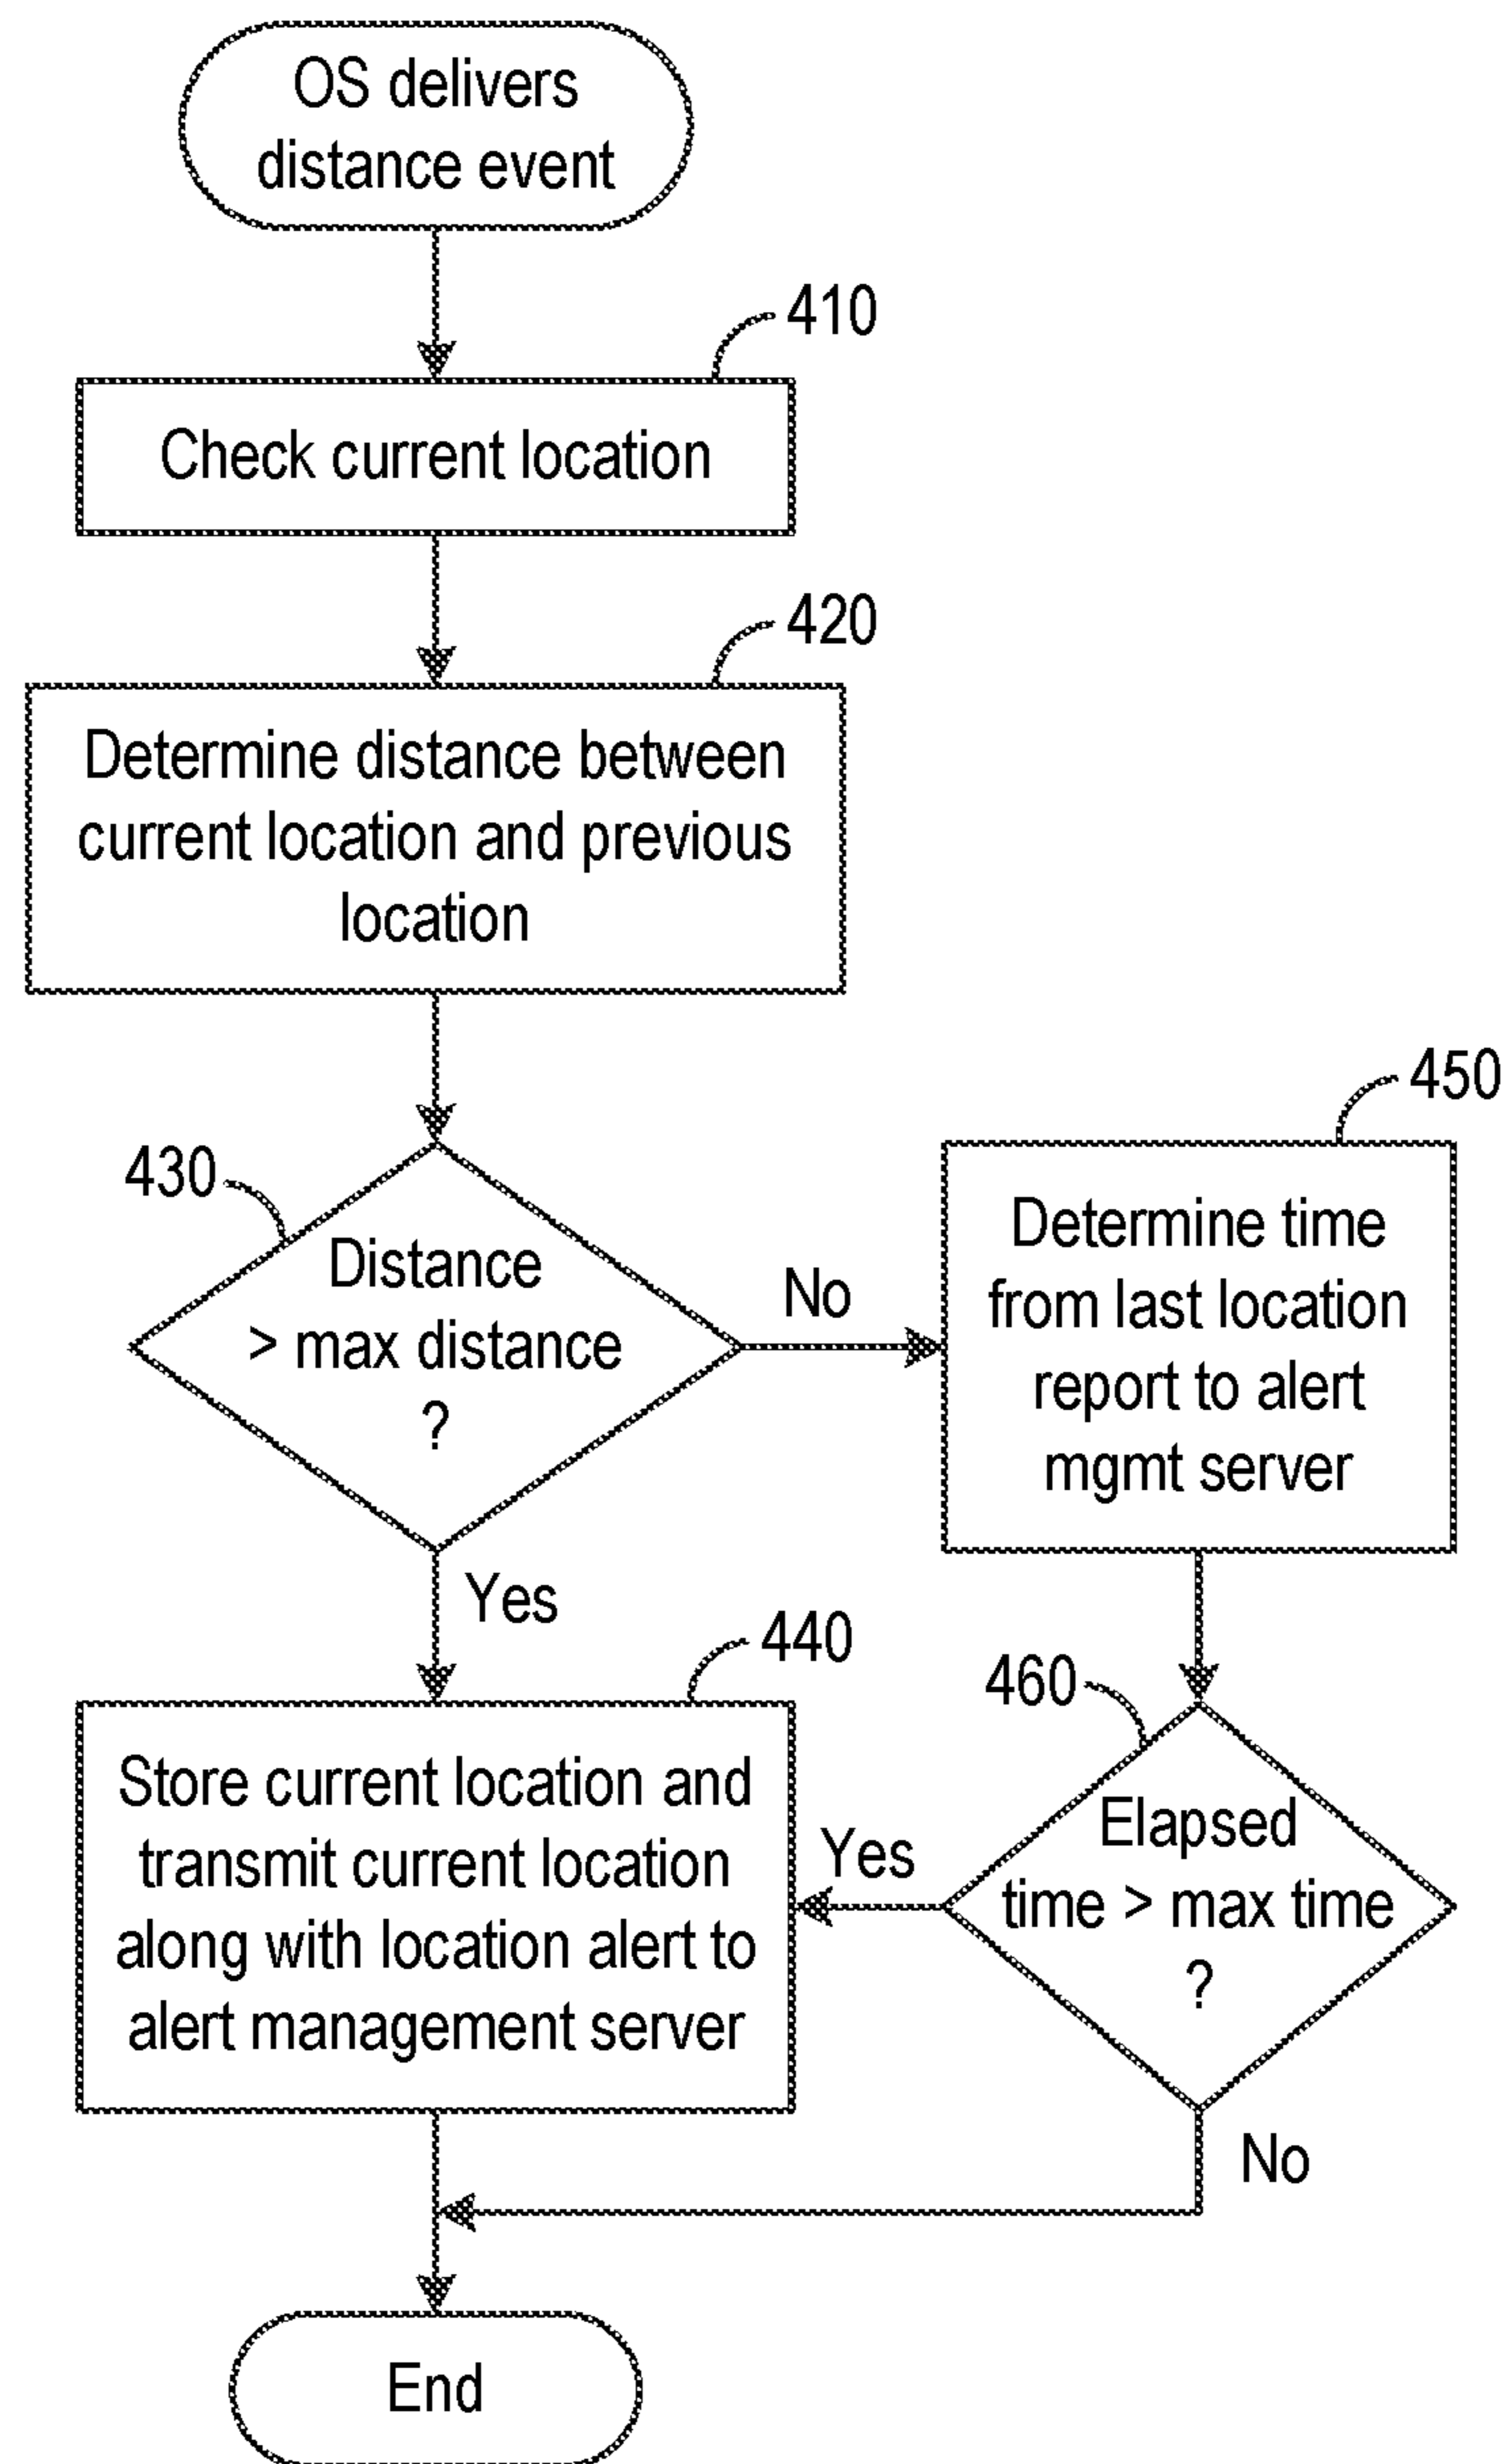 OS delivers
distance event
410
Check current location
420
Determine distance between
current location and previous
location
430
Distance
> max distance
?
No
Yes
450
Determine time
from last location
report to alert
mgmt server
440
Store current location and
transmit current location
along with location alert to
alert management server
460
Elapsed
time > max time
?
Yes
No
End